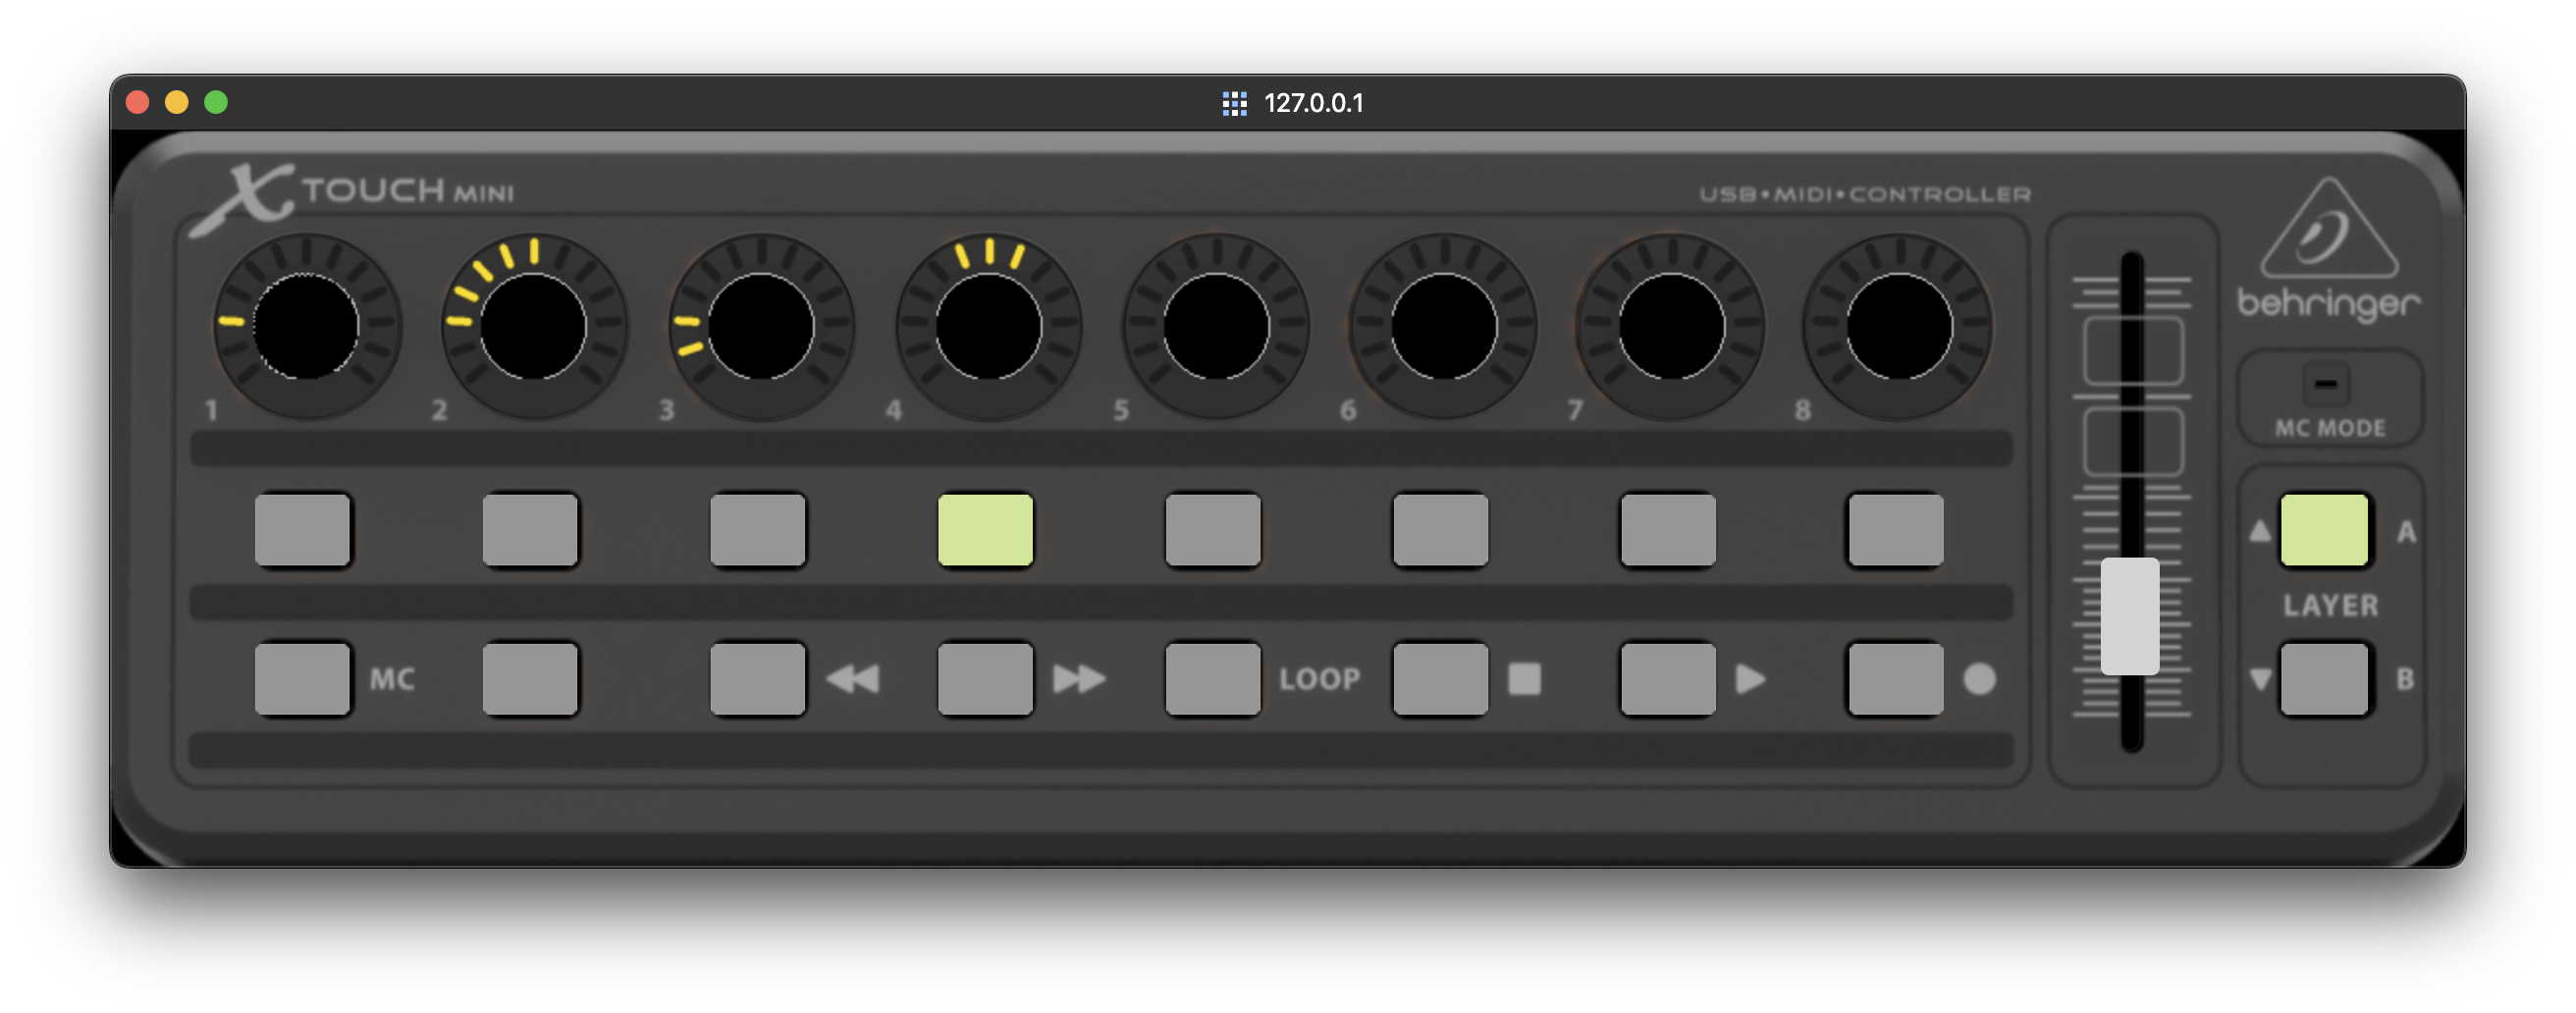 127.0.0.1
X TOUCH MINI
USB•MIDI•CONTROLLER
behringer
1 2 3 4 5 6 7 8
MC MODE
A
LAYER
MC LOOP B